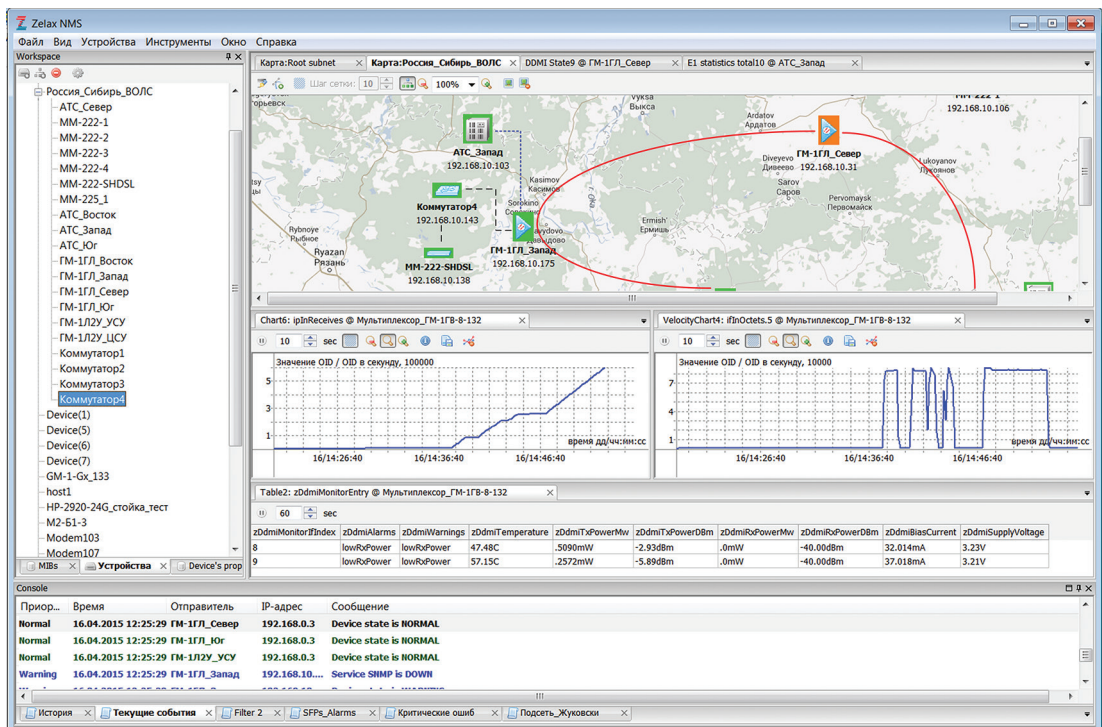 Zelax NMS
Файл Вид Устройства Инструменты Окно Справка
Workspace
Россия_Сибирь_ВОЛС
АТС_Север
ММ-222-1
ММ-222-2
ММ-222-3
ММ-222-4
MM-222-SHDSL
ММ-225_1
АТС_Восток
АТС_Запад
АТС_Юг
ГМ-1ГЛ_Восток
ГМ-1ГЛ_Запад
ГМ-1ГЛ_Север
ГМ-1ГЛ_Юг
ГМ-1Л2У_УСУ
ГМ-1Л2У_ЦСУ
Коммутатор1
Коммутатор2
Коммутатор3
Коммутатор4
Device(1)
Device(5)
Device(6)
Device(7)
GM-1-Gx_133
host1
HP-2920-24G_стойка_тест
М2-Б1-3
Modem103
Modem107
MIBs Устройства Device's prop
Карта:Root subnet Карта:Россия_Сибирь_ВОЛС DDMI State9 @ ГМ-1ГЛ_Север E1 statistics total10 @ АТС_Запад
Шаг сетки: 10 100%
Выкса
192.168.10.106
Ardatov
Ардатов
АТС_Запад
192.168.10.103
ГМ-1ГЛ_Север
Diveyevo
Дивеево 192.168.10.31
Lukoyanov
Лукоянов
Kasimov
Касимов
Sarov
Саров
Pervomaysk
Первомайск
Коммутатор4
192.168.10.143
Sorokino
г. Oka
Ermish'
Ермишь
Rybnoye
Рыбное
Ryazan
Рязань
ГМ-1ГЛ_Запад
192.168.10.175
MM-222-SHDSL
192.168.10.138
Chart6: ipInReceives @ Мультиплексор_ГМ-1ГВ-8-132
10 sec
Значение OID / OID в секунду, 100000
5
3
1
время дд/чч:мм:сс
16/14:26:40 16/14:36:40 16/14:46:40
VelocityChart4: ifInOctets.5 @ Мультиплексор_ГМ-1ГВ-8-132
10 sec
Значение OID / OID в секунду, 10000
7
4
1
время дд/чч:мм:сс
16/14:26:40 16/14:36:40 16/14:46:40
Table2: zDdmiMonitorEntry @ Мультиплексор_ГМ-1ГВ-8-132
60 sec
zDdmiMonitorIfIndex zDdmiAlarms zDdmiWarnings zDdmiTemperature zDdmiTxPowerMw zDdmiTxPowerDBm zDdmiRxPowerMw zDdmiRxPowerDBm zDdmiBiasCurrent zDdmiSupplyVoltage
8 lowRxPower lowRxPower 47.48C .5090mW -2.93dBm .0mW -40.00dBm 32.014mA 3.23V
9 lowRxPower lowRxPower 57.15C .2572mW -5.89dBm .0mW -40.00dBm 37.018mA 3.21V
Console
Приор... Время Отправитель IP-адрес Сообщение
Normal 16.04.2015 12:25:29 ГМ-1ГЛ_Север 192.168.0.3 Device state is NORMAL
Normal 16.04.2015 12:25:29 ГМ-1ГЛ_Юг 192.168.0.3 Device state is NORMAL
Normal 16.04.2015 12:25:29 ГМ-1Л2У_УСУ 192.168.0.3 Device state is NORMAL
Warning 16.04.2015 12:25:29 ГМ-1ГЛ_Запад 192.168.10.... Service SNMP is DOWN
История Текущие события Filter 2 SFPs_Alarms Критические ошиб Подсеть_Жуковски